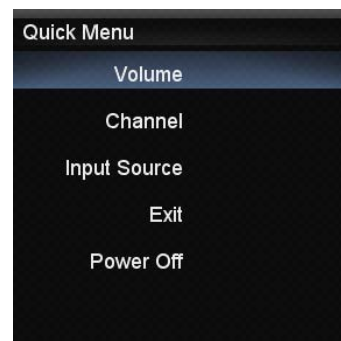 Quick Menu
Volume
Channel
Input Source
Exit
Power Off